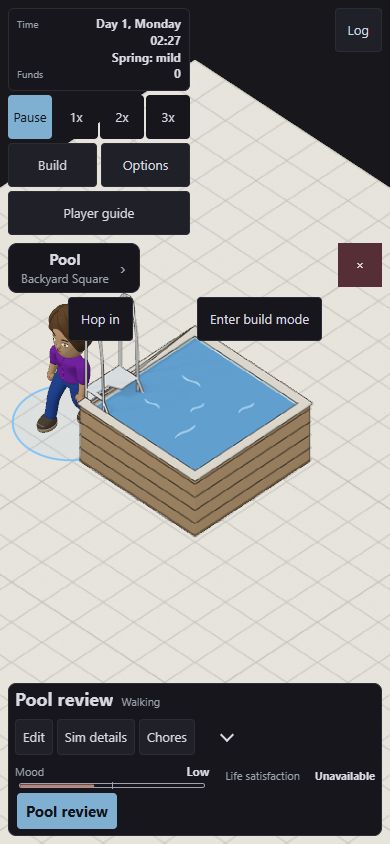 Time Day 1, Monday
02:27
Spring: mild
Funds 0
Log
Pause 1x 2x 3x
Build Options
Player guide
Pool
Backyard Square
×
Hop in Enter build mode
Pool review Walking
Edit Sim details Chores
Mood Low Life satisfaction Unavailable
Pool review